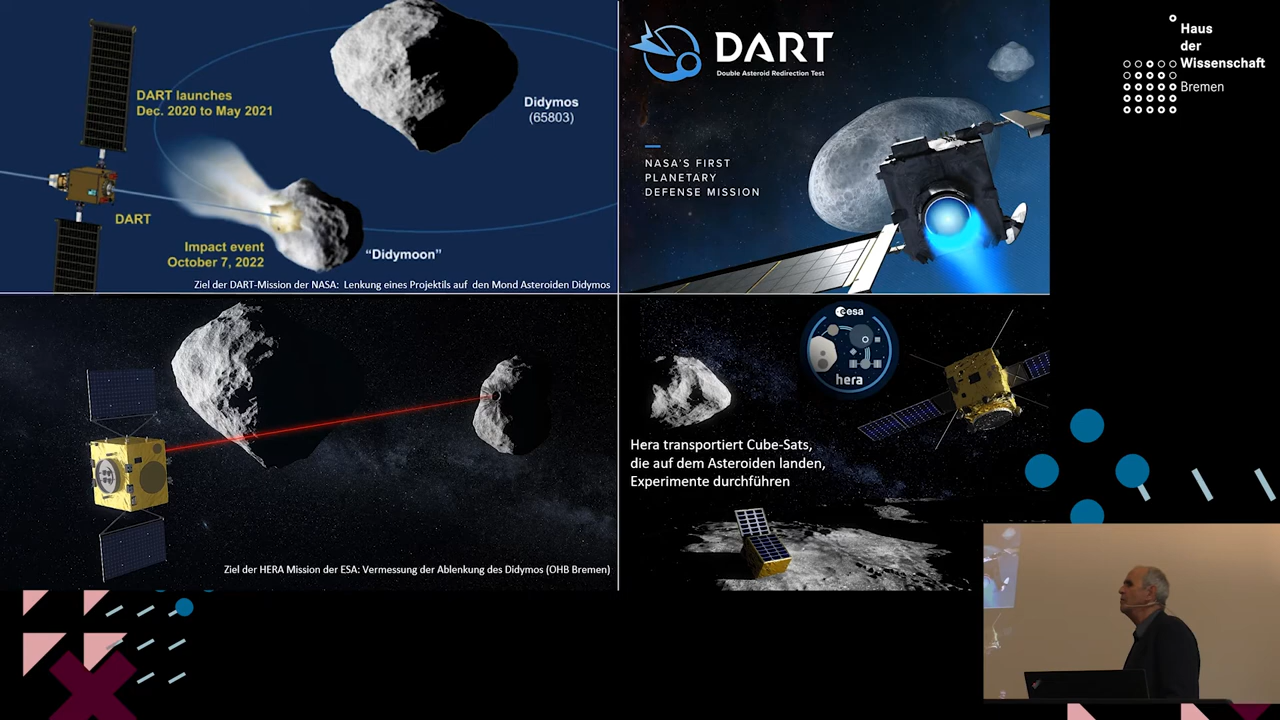 DART launches
Dec. 2020 to May 2021
Didymos
(65803)
DART
Impact event
October 7, 2022
“Didymoon”
Ziel der DART-Mission der NASA: Lenkung eines Projektils auf den Mond Asteroiden Didymos
DART
Double Asteroid Redirection Test
NASA'S FIRST
PLANETARY
DEFENSE MISSION
Ziel der HERA Mission der ESA: Vermessung der Ablenkung des Didymos (OHB Bremen)
esa
hera
Hera transportiert Cube-Sats,
die auf dem Asteroiden landen,
Experimente durchführen
Haus
der
Wissenschaft
Bremen